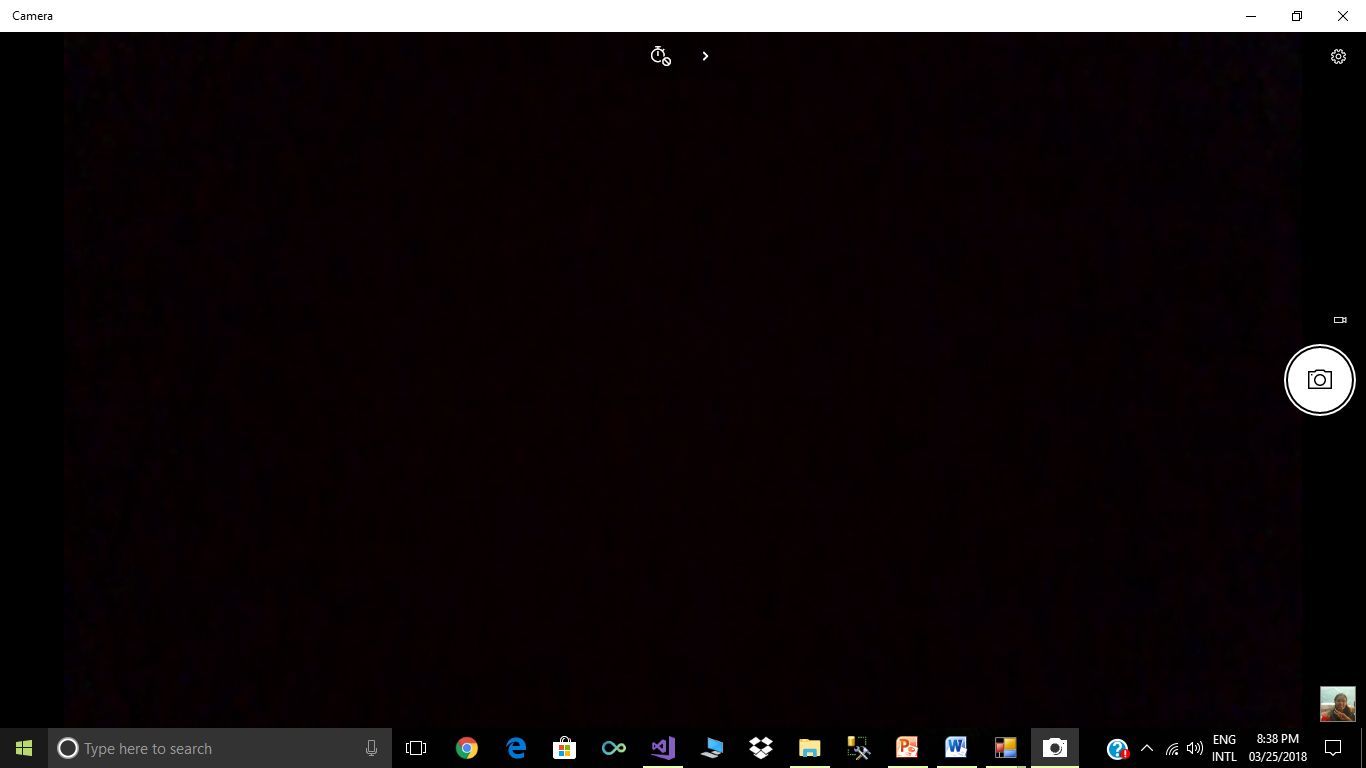 Camera
Type here to search
ENG
INTL
8:38 PM
03/25/2018